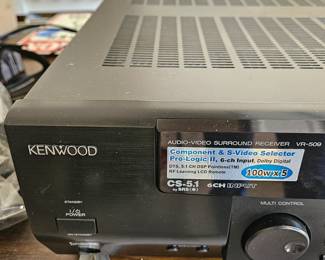 KENWOOD
AUDIO-VIDEO SURROUND RECEIVER VR-509
Component & S-Video Selector
Pro-Logic II, 6-ch Input, Dolby Digital
DTS, 5.1 CH DSP Positions(TM)
RF Learning LCD Remote
100w x 5
CS-5.1
by SRS
6CH INPUT
STANDBY
POWER
MULTI CONTROL